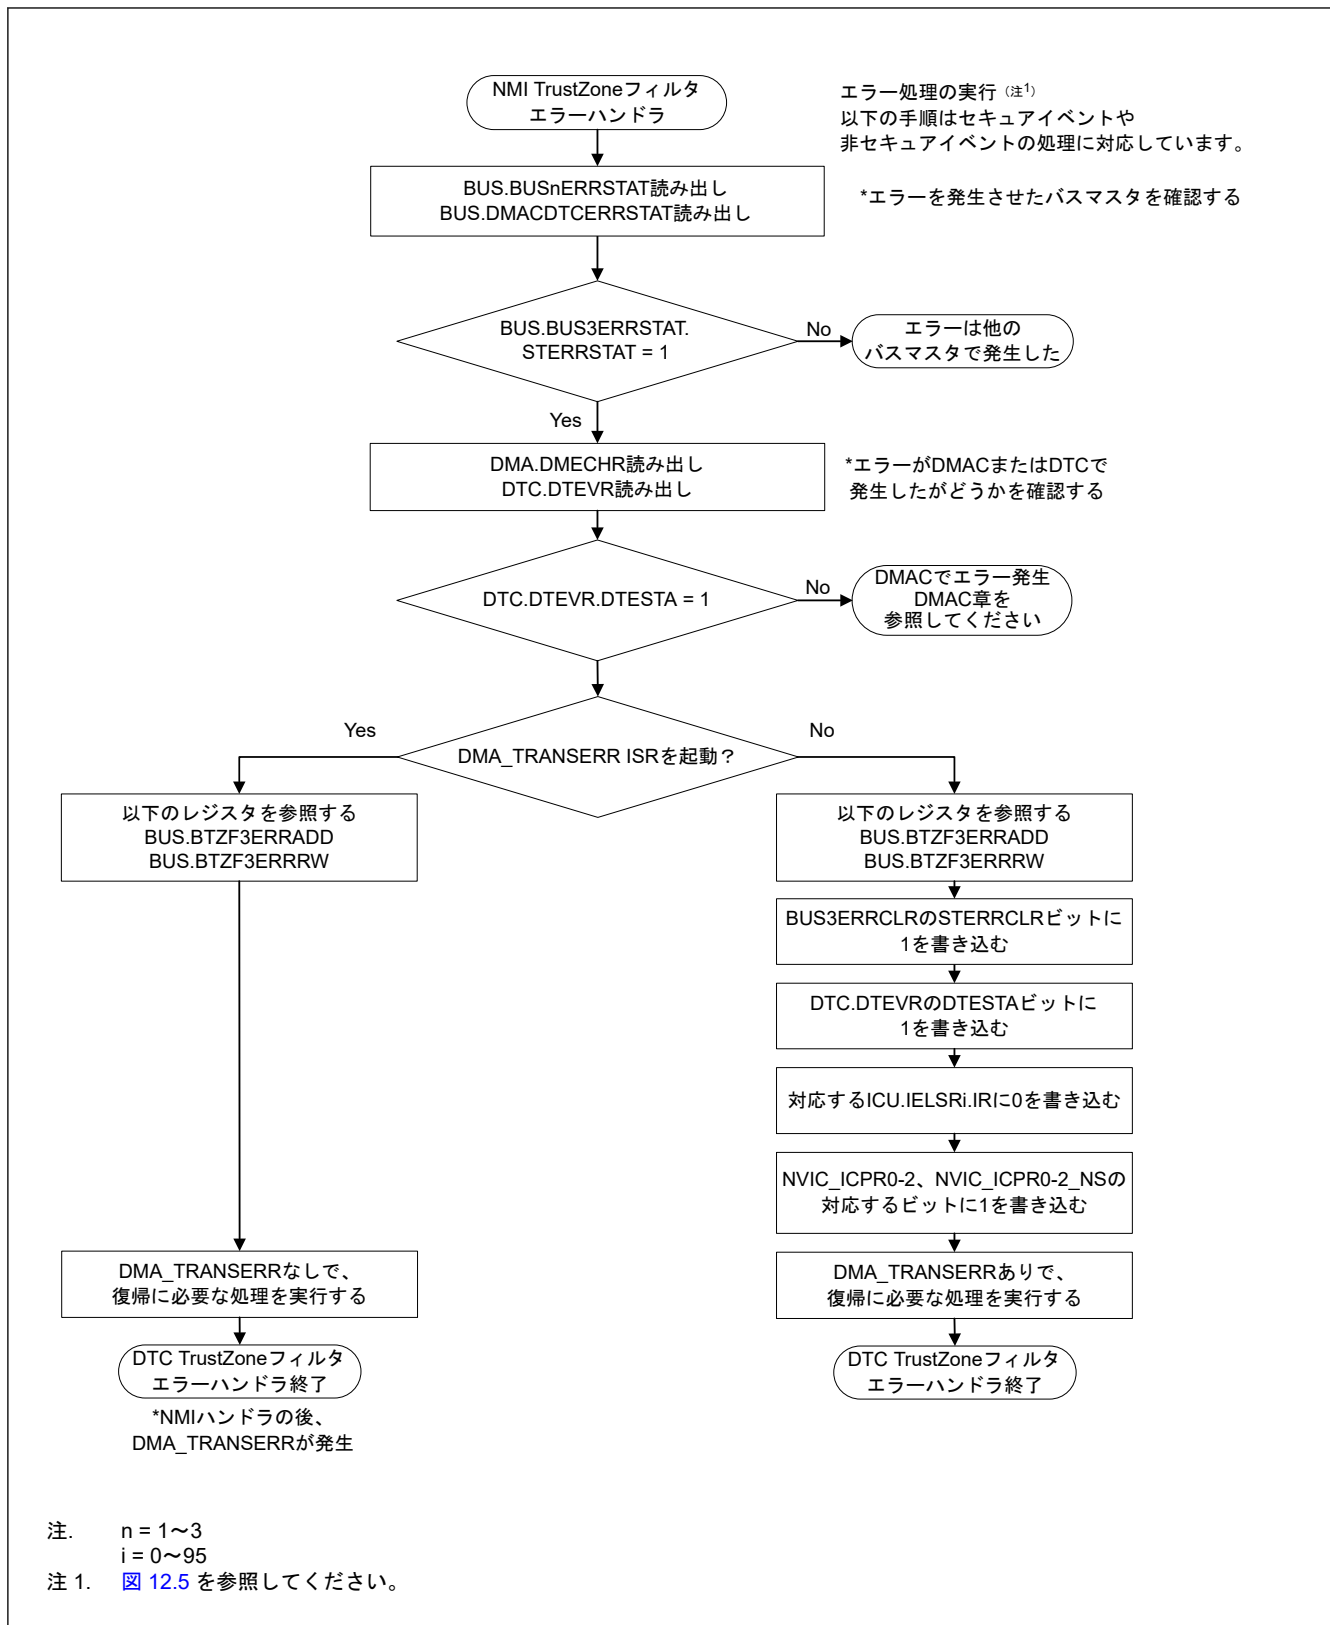 NMI TrustZoneフィルタ
エラーハンドラ
エラー処理の実行（注1）
以下の手順はセキュアイベントや
非セキュアイベントの処理に対応しています。
BUS.BUSnERRSTAT読み出し
BUS.DMACDTCERRSTAT読み出し
*エラーを発生させたバスマスタを確認する
BUS.BUS3ERRSTAT.
STERRSTAT = 1
No
エラーは他の
バスマスタで発生した
Yes
DMA.DMECHR読み出し
DTC.DTEVR読み出し
*エラーがDMACまたはDTCで
発生したがどうかを確認する
DTC.DTEVR.DTESTA = 1
No
DMACでエラー発生
DMAC章を
参照してください
Yes
DMA_TRANSERR ISRを起動？
No
以下のレジスタを参照する
BUS.BTZF3ERRADD
BUS.BTZF3ERRRW
以下のレジスタを参照する
BUS.BTZF3ERRADD
BUS.BTZF3ERRRW
BUS3ERRCLRのSTERRCLRビットに
1を書き込む
DTC.DTEVRのDTESTAビットに
1を書き込む
対応するICU.IELSRi.IRに0を書き込む
NVIC_ICPR0-2、NVIC_ICPR0-2_NSの
対応するビットに1を書き込む
DMA_TRANSERRなしで、
復帰に必要な処理を実行する
DMA_TRANSERRありで、
復帰に必要な処理を実行する
DTC TrustZoneフィルタ
エラーハンドラ終了
DTC TrustZoneフィルタ
エラーハンドラ終了
*NMIハンドラの後、
DMA_TRANSERRが発生
注. n = 1～3
i = 0～95
注 1. 図 12.5 を参照してください。